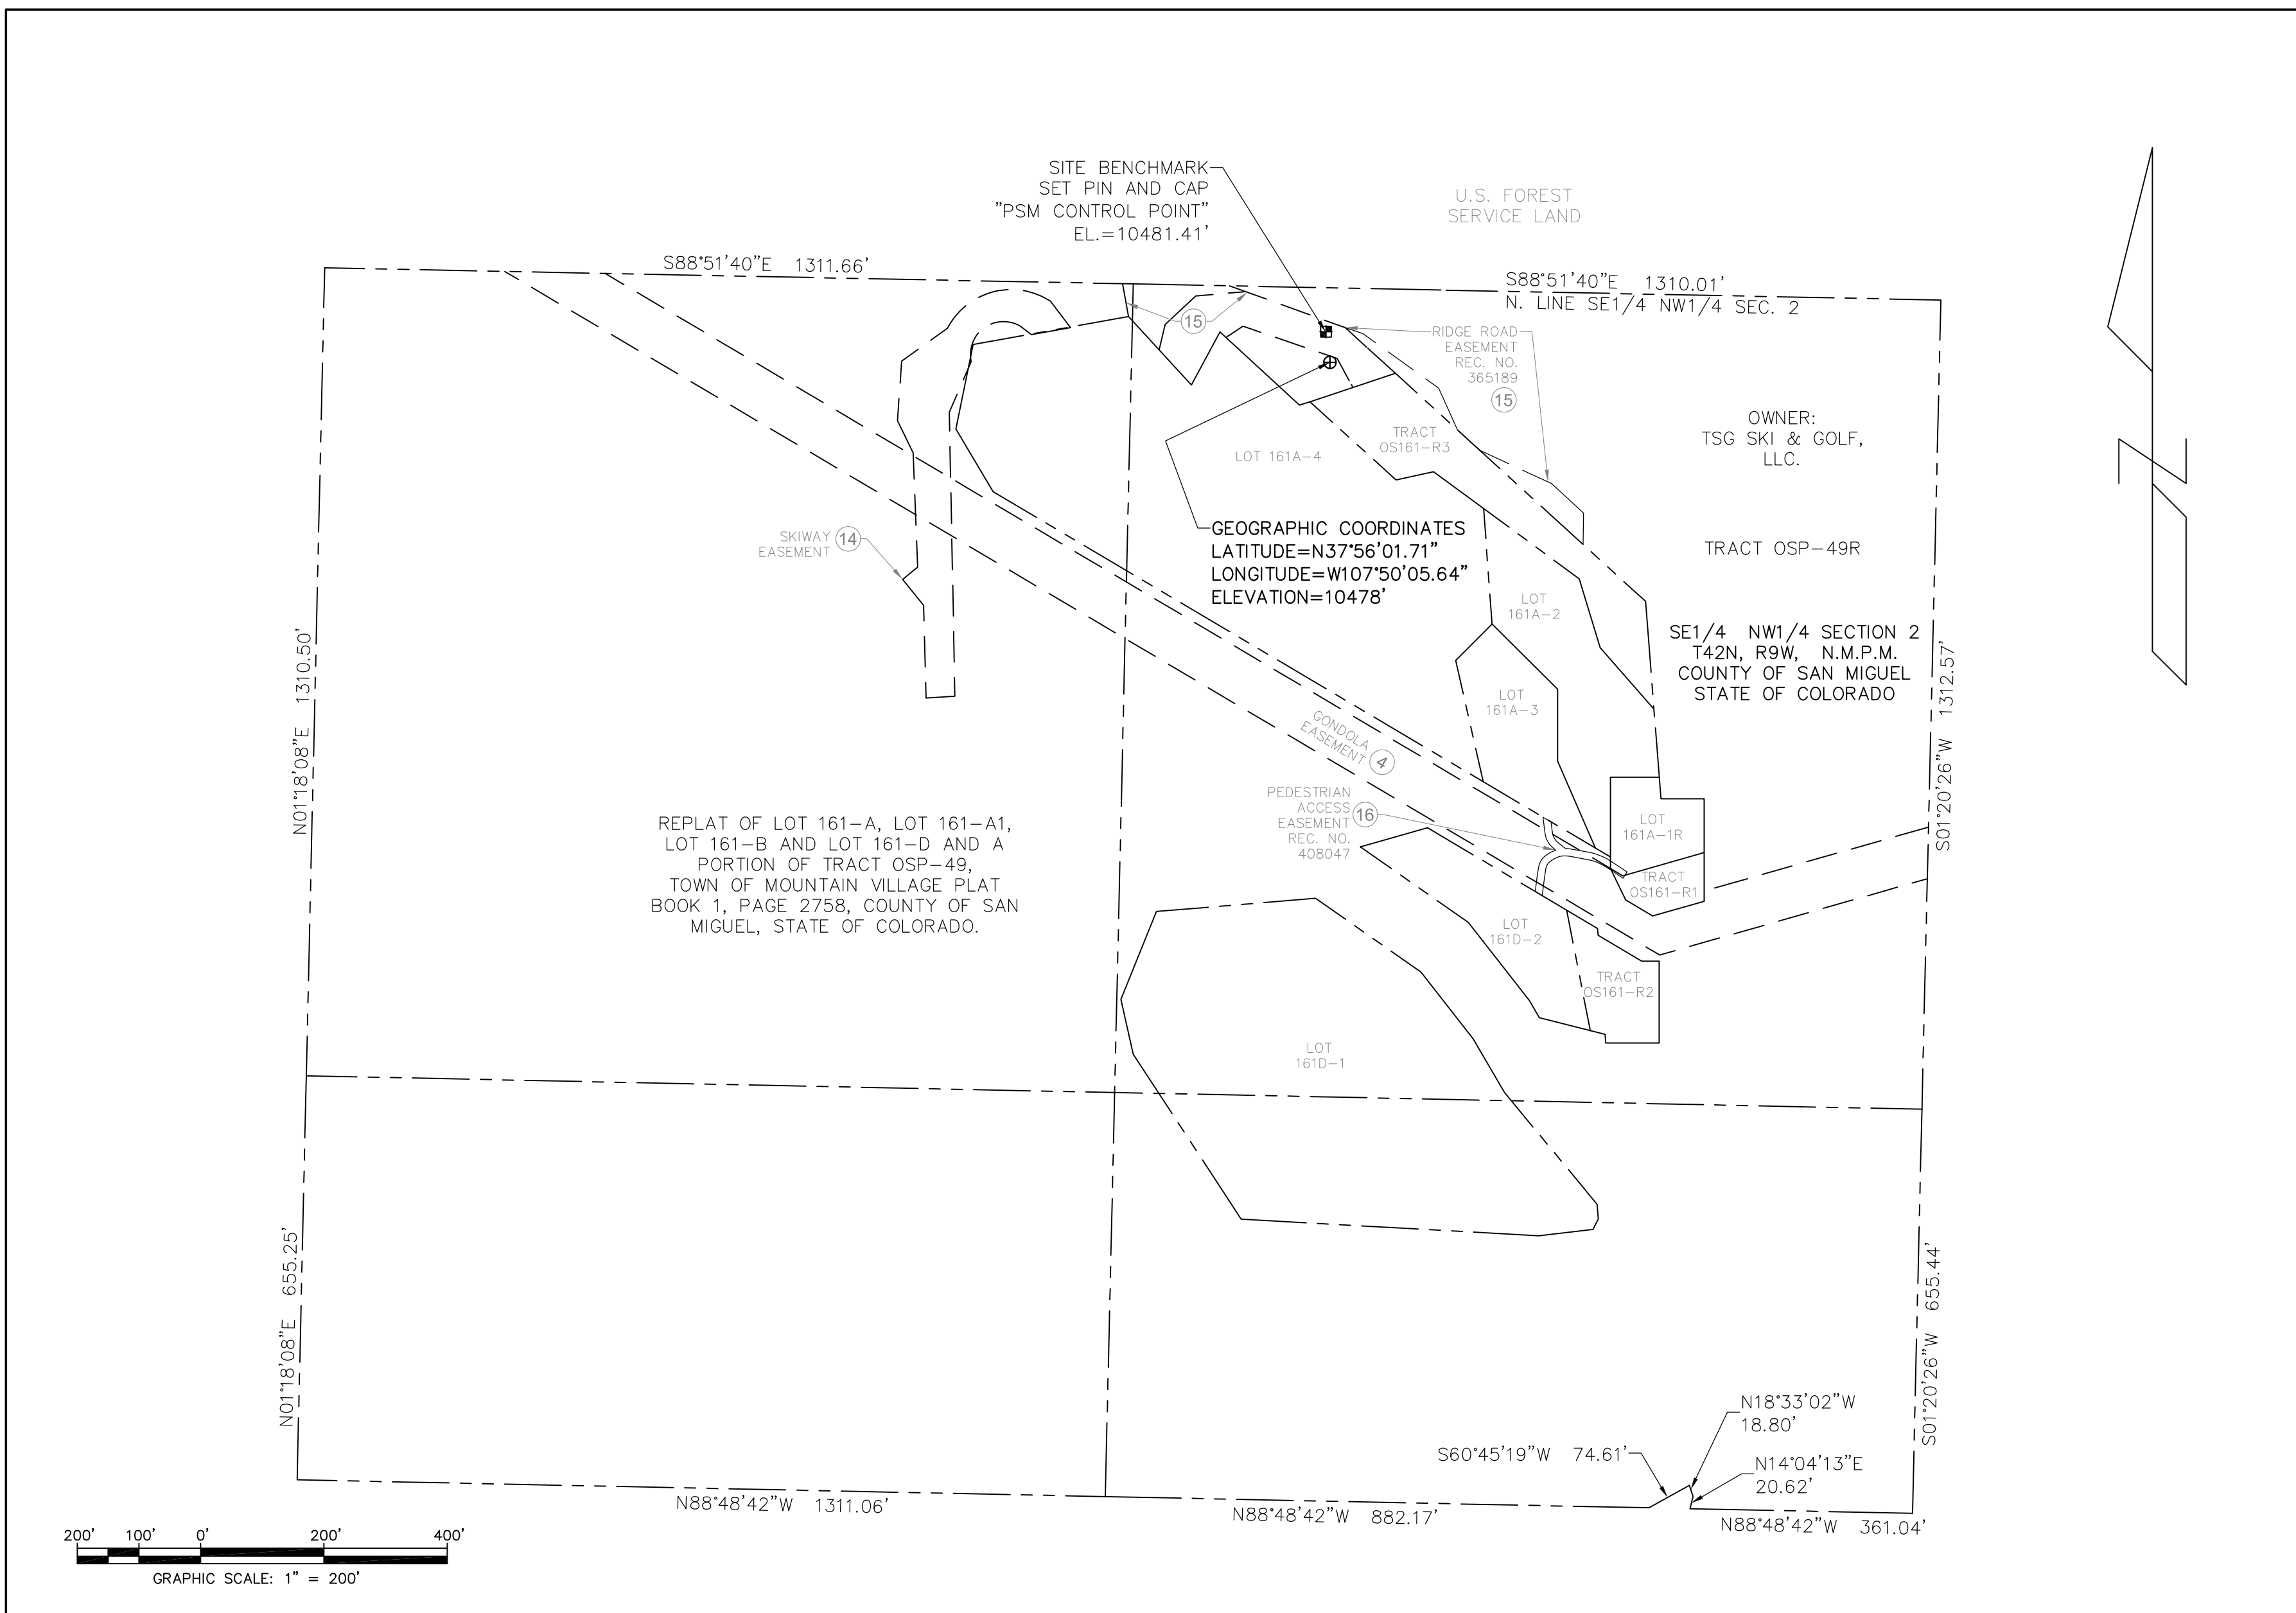 SITE BENCHMARK
SET PIN AND CAP
"PSM CONTROL POINT"
EL.=10481.41'
U.S. FOREST
SERVICE LAND
S88°51'40"E 1311.66'
S88°51'40"E 1310.01'
N. LINE SE1/4 NW1/4 SEC. 2
15
RIDGE ROAD
EASEMENT
REC. NO.
365189
15
OWNER:
TSG SKI & GOLF,
LLC.
TRACT
OS161-R3
LOT 161A-4
SKIWAY
EASEMENT
14
GEOGRAPHIC COORDINATES
LATITUDE=N37°56'01.71"
LONGITUDE=W107°50'05.64"
ELEVATION=10478'
TRACT OSP-49R
LOT
161A-2
SE1/4 NW1/4 SECTION 2
T42N, R9W, N.M.P.M.
COUNTY OF SAN MIGUEL
STATE OF COLORADO
N01°18'08"E 1310.50'
S01°20'26"W 1312.57'
LOT
161A-3
GONDOLA
EASEMENT
4
PEDESTRIAN
ACCESS
EASEMENT
REC. NO.
408047
16
LOT
161A-1R
TRACT
OS161-R1
REPLAT OF LOT 161-A, LOT 161-A1,
LOT 161-B AND LOT 161-D AND A
PORTION OF TRACT OSP-49,
TOWN OF MOUNTAIN VILLAGE PLAT
BOOK 1, PAGE 2758, COUNTY OF SAN
MIGUEL, STATE OF COLORADO.
LOT
161D-2
TRACT
OS161-R2
LOT
161D-1
N01°18'08"E 655.25'
S01°20'26"W 655.44'
N18°33'02"W
18.80'
S60°45'19"W 74.61'
N14°04'13"E
20.62'
N88°48'42"W 1311.06'
N88°48'42"W 882.17'
N88°48'42"W 361.04'
200' 100' 0' 200' 400'
GRAPHIC SCALE: 1" = 200'
N